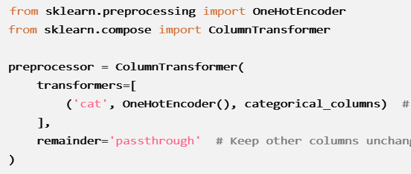 from sklearn.preprocessing import OneHotEncoder
from sklearn.compose import ColumnTransformer
preprocessor = ColumnTransformer(
    transformers=[
        ('cat', OneHotEncoder(), categorical_columns)  #
    ],
    remainder='passthrough'  # Keep other columns
)